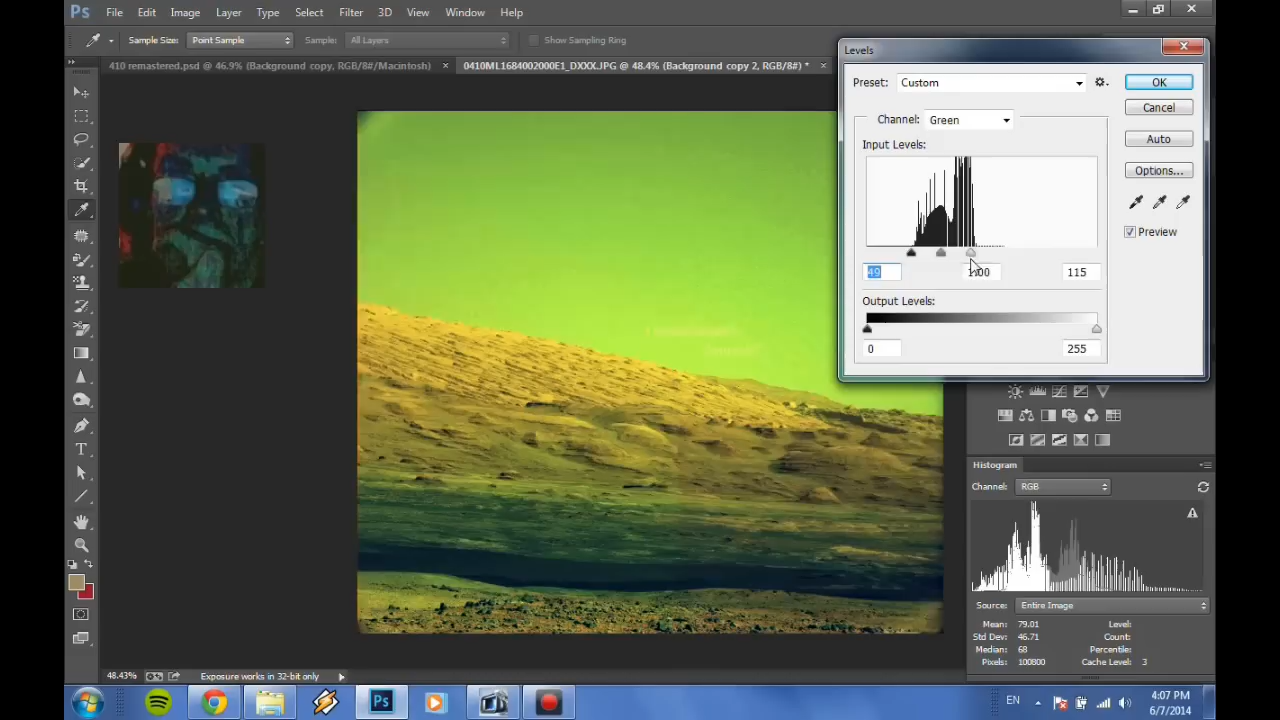 Ps File Edit Image Layer Type Select Filter 3D View Window Help
Sample Size: Point Sample Sample: All Layers Show Sampling Ring
410 remastered.psd @ 46.9% (Background copy, RGB/8#/Macintosh) × 0410ML1684002000E1_DXXX.JPG @ 48.4% (Background copy 2, RGB/8#) * ×
Levels
Preset: Custom OK
Channel: Green Cancel
Input Levels: Auto
Options...
Preview
49 1.00 115
Output Levels:
0 255
Histogram
Channel: RGB
Source: Entire Image
Mean: 79.01 Level:
Std Dev: 46.71 Count:
Median: 68 Percentile:
Pixels: 100800 Cache Level: 3
48.43% Exposure works in 32-bit only
Ps EN 4:07 PM
6/7/2014